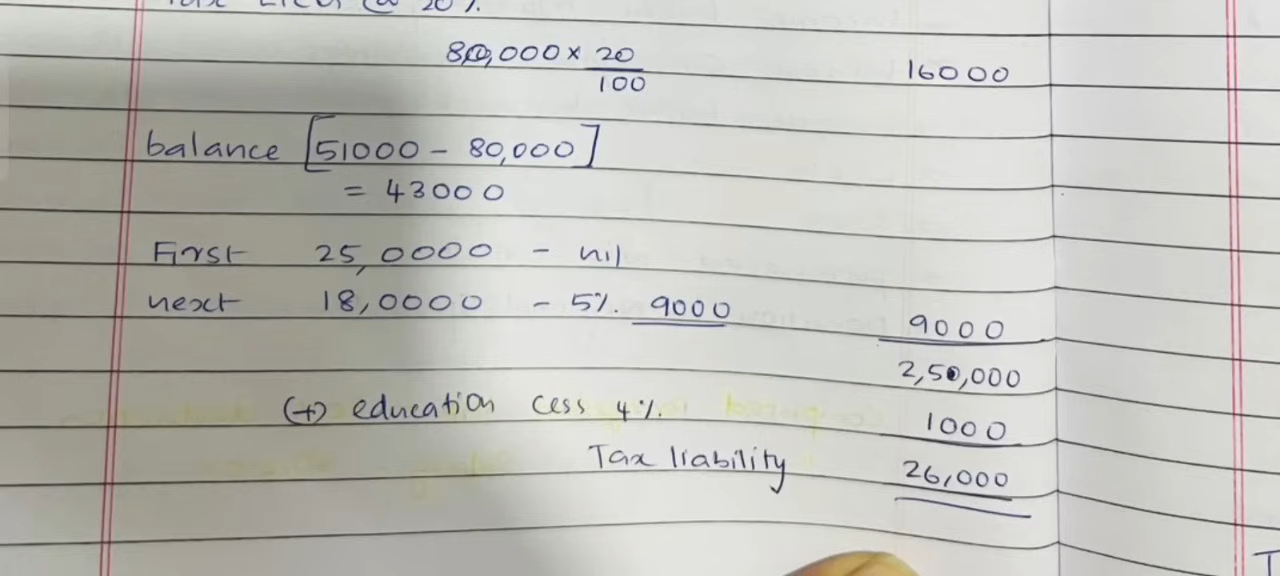 @ 20%.
80,000 × 20/100 16000
balance [51000 - 80,000]
= 43000
First 25,0000 - nil
next 18,0000 - 5%. 9000 9000
2,50,000
(+) education cess 4%. 1000
Tax liability 26,000